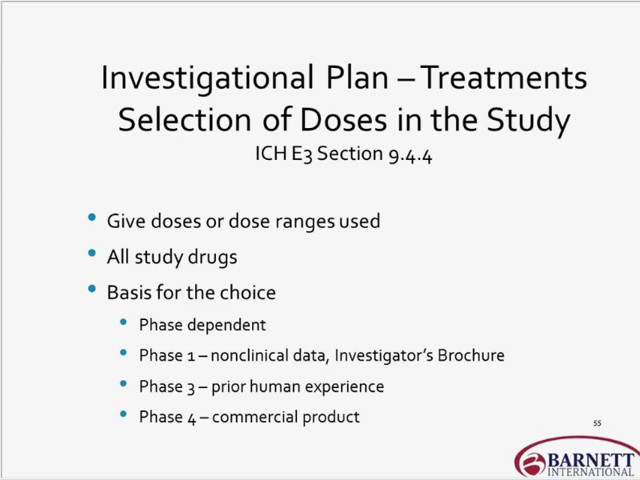 Investigational Plan – Treatments
Selection of Doses in the Study
ICH E3 Section 9.4.4
• Give doses or dose ranges used
• All study drugs
• Basis for the choice
• Phase dependent
• Phase 1 – nonclinical data, Investigator's Brochure
• Phase 3 – prior human experience
• Phase 4 – commercial product
55
BARNETT
INTERNATIONAL